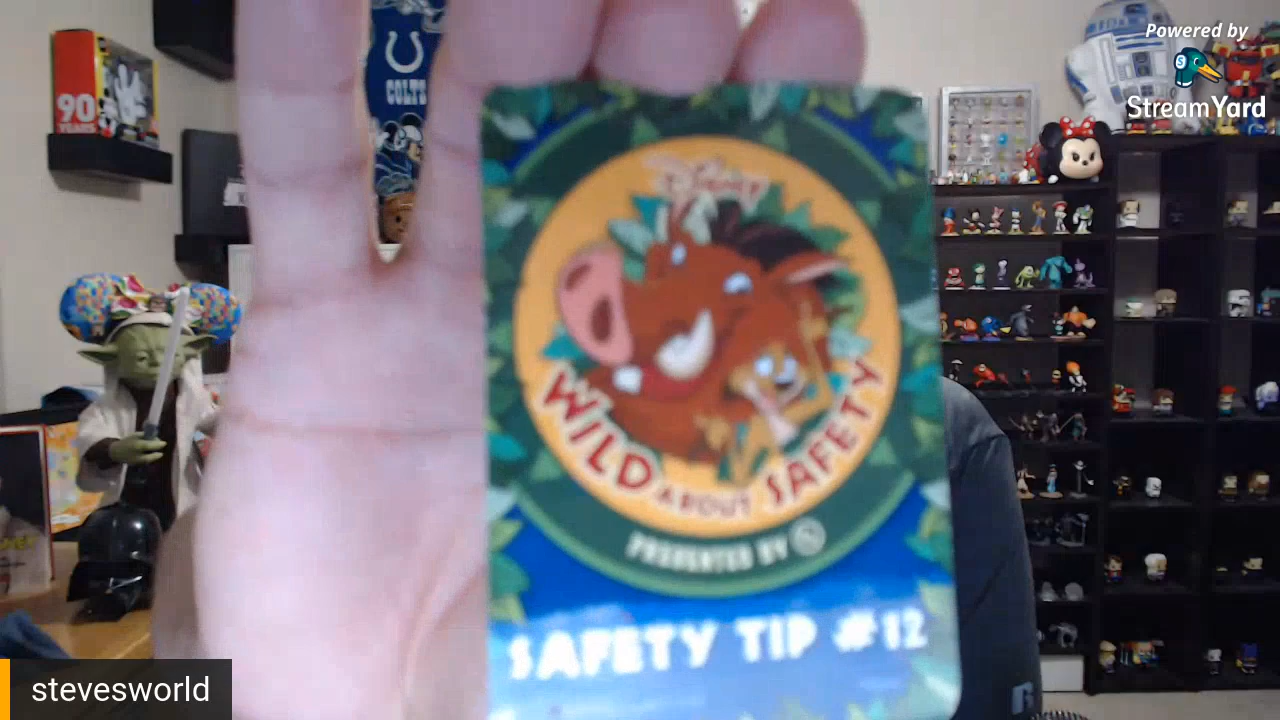 Powered by
StreamYard
90
YEARS
COLTS
Disney
WILD ABOUT SAFETY
PRESENTED BY
SAFETY TIP #12
stevesworld